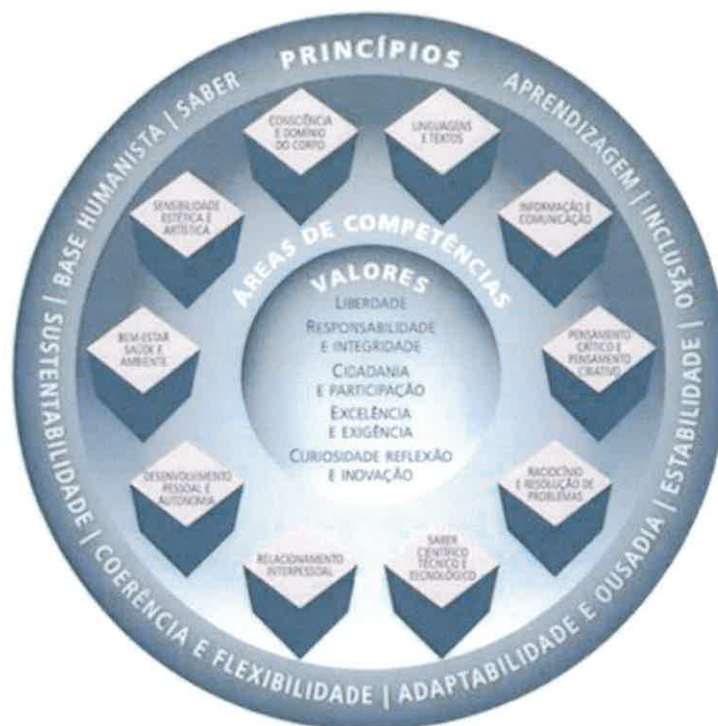 PRINCÍPIOS
APRENDIZAGEM | INCLUSÃO | ESTABILIDADE | ADAPTABILIDADE E OUSADIA | COERÊNCIA E FLEXIBILIDADE | SUSTENTABILIDADE | BASE HUMANISTA | SABER
ÁREAS DE COMPETÊNCIAS
LINGUAGENS
E TEXTOS
INFORMAÇÃO E
COMUNICAÇÃO
PENSAMENTO
CRÍTICO E
PENSAMENTO
CRIATIVO
RACIOCÍNIO
E RESOLUÇÃO DE
PROBLEMAS
SABER
CIENTÍFICO
TÉCNICO E
TECNOLÓGICO
RELACIONAMENTO
INTERPESSOAL
DESENVOLVIMENTO
PESSOAL E
AUTONOMIA
BEM-ESTAR
SAÚDE E
AMBIENTE
SENSIBILIDADE
ESTÉTICA E
ARTÍSTICA
CONSCIÊNCIA
E DOMÍNIO
DO CORPO
VALORES
LIBERDADE
RESPONSABILIDADE
E INTEGRIDADE
CIDADANIA
E PARTICIPAÇÃO
EXCELÊNCIA
E EXIGÊNCIA
CURIOSIDADE REFLEXÃO
E INOVAÇÃO